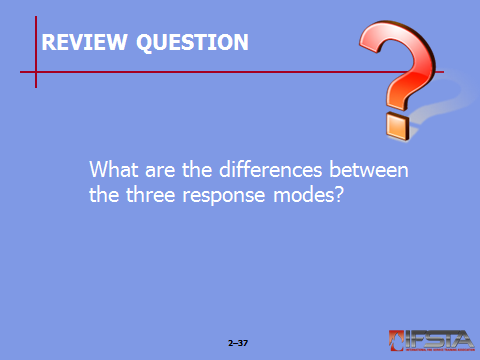 REVIEW QUESTION
What are the differences between
the three response modes?
2–37
IFSTA